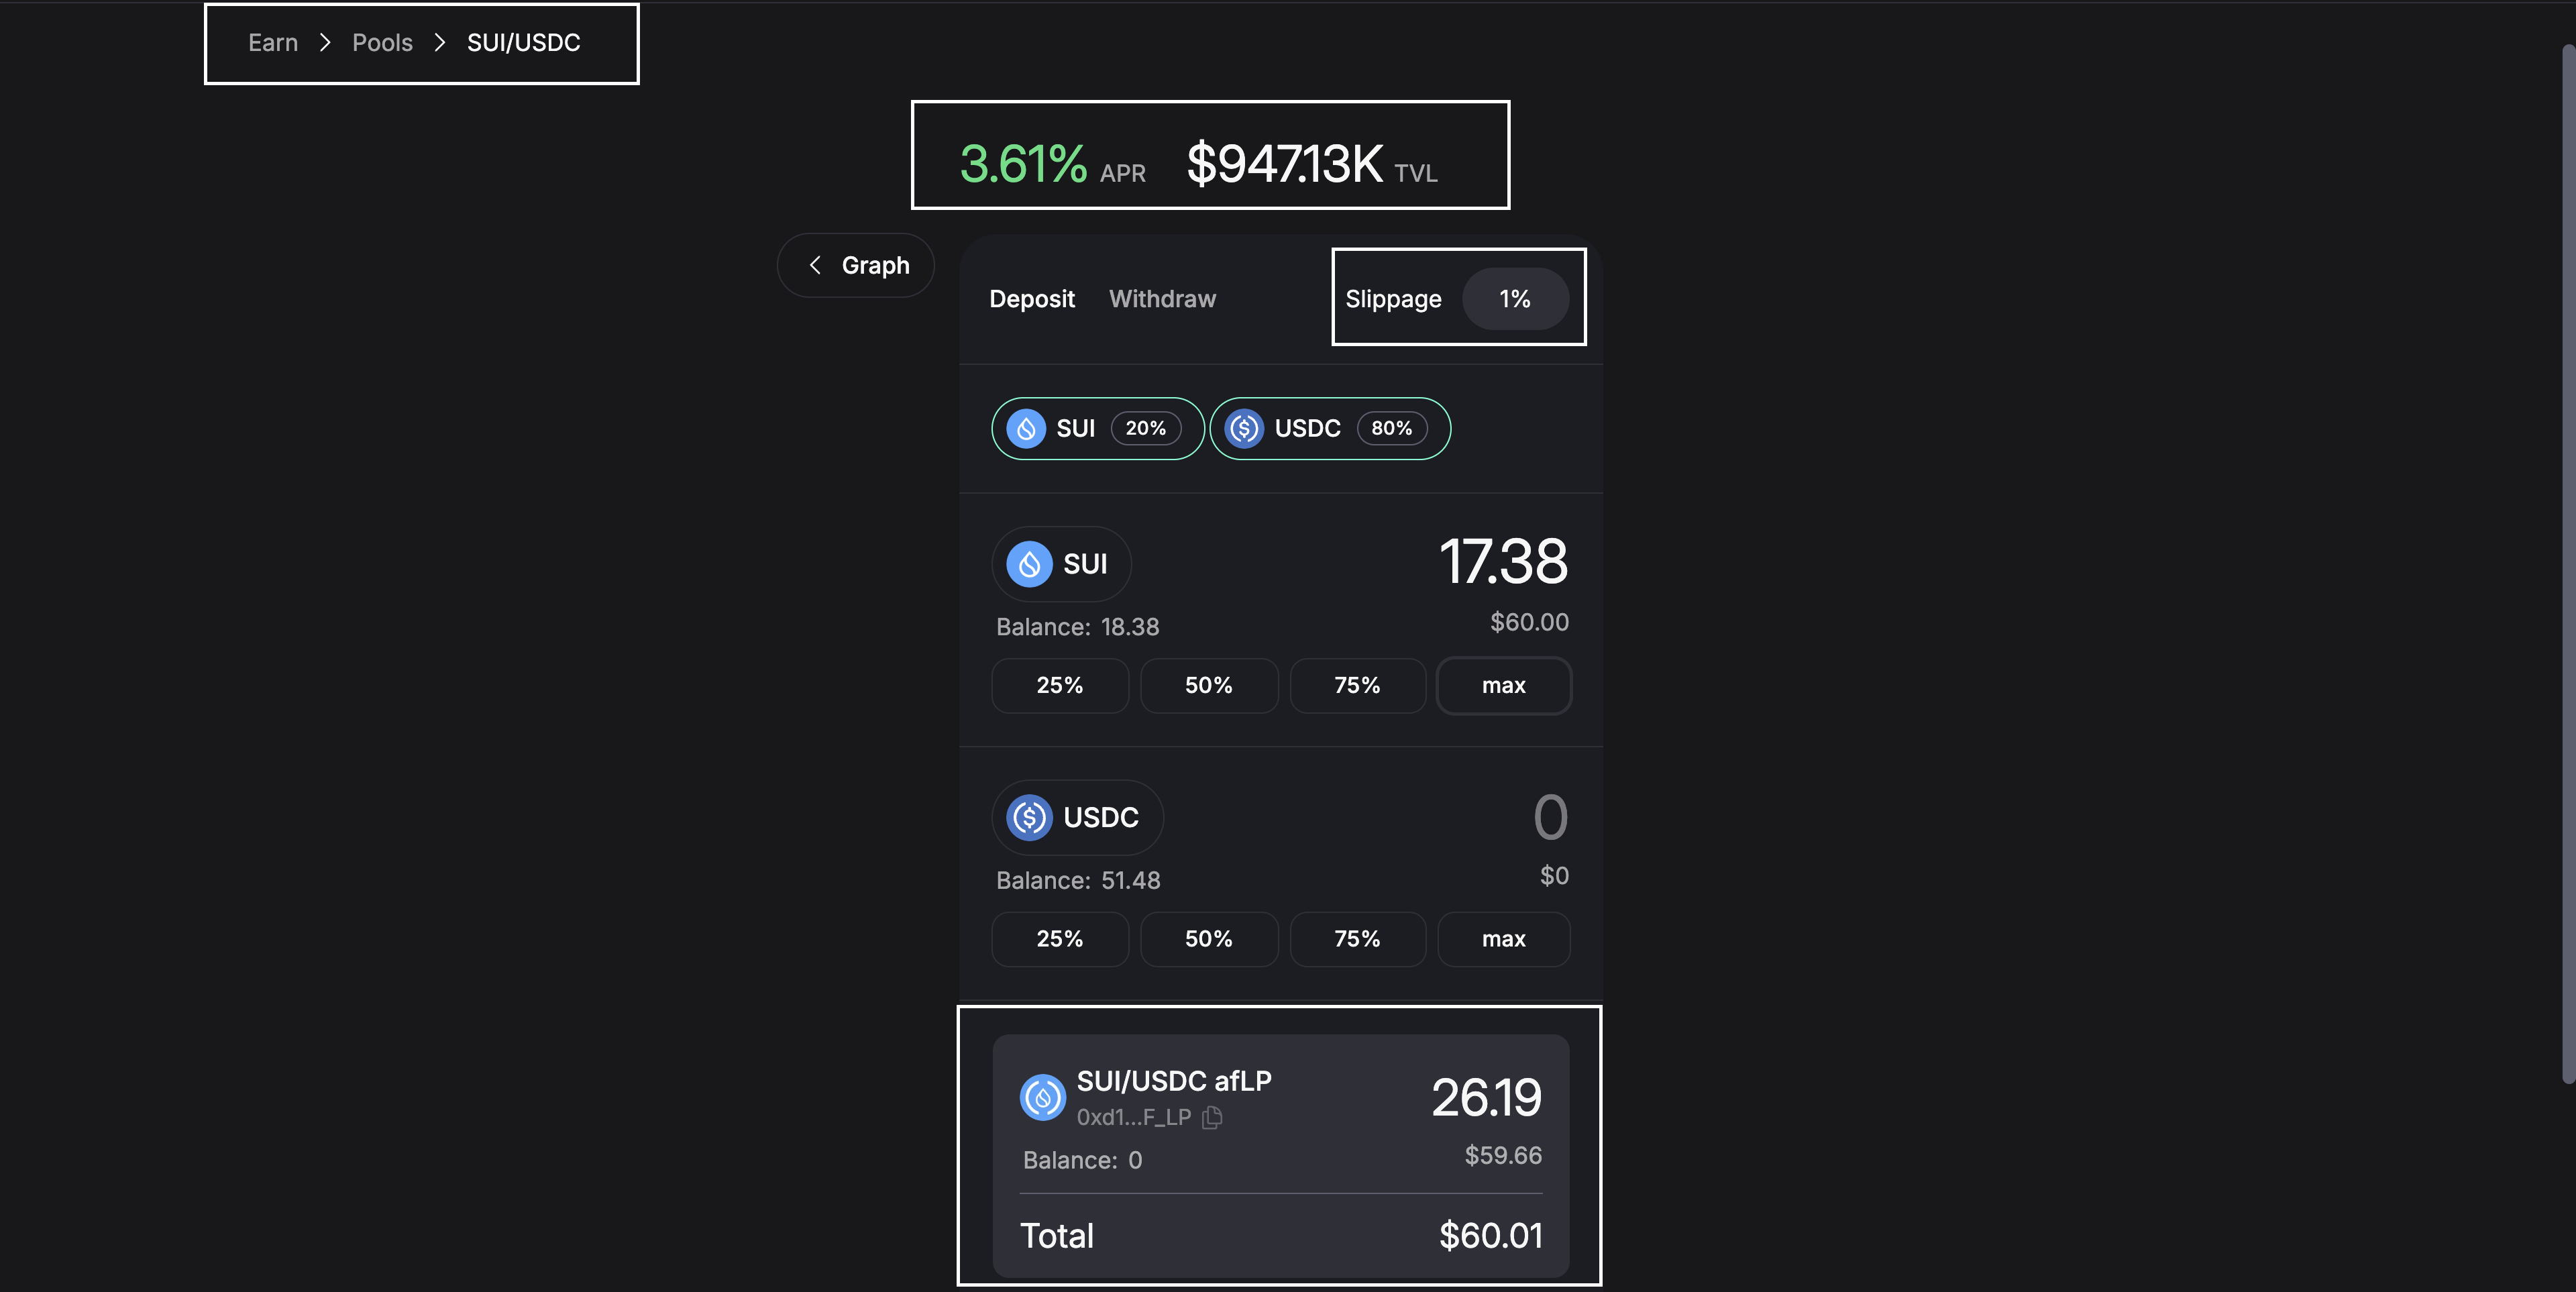 Earn > Pools > SUI/USDC
3.61% APR $947.13K TVL
Graph
Deposit Withdraw Slippage 1%
SUI 20% USDC 80%
SUI 17.38
Balance: 18.38 $60.00
25% 50% 75% max
USDC 0
Balance: 51.48 $0
25% 50% 75% max
SUI/USDC afLP 26.19
0xd1...F_LP
Balance: 0 $59.66
Total $60.01